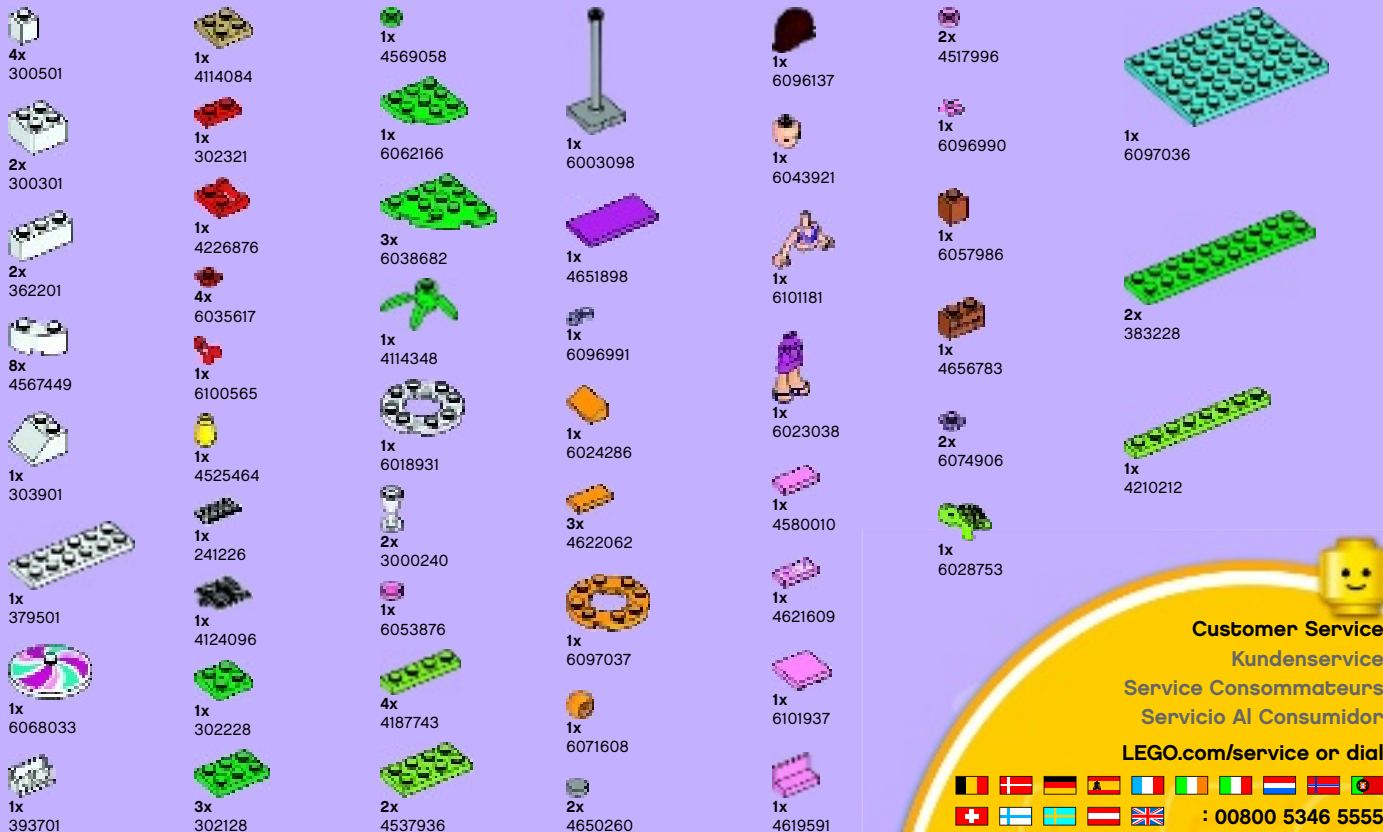 4x
300501
2x
300301
2x
362201
8x
4567449
1x
303901
1x
379501
1x
6068033
1x
393701
1x
4114084
1x
302321
1x
4226876
4x
6035617
1x
6100565
1x
4525464
1x
241226
1x
4124096
1x
302228
3x
302128
1x
4569058
1x
6062166
3x
6038682
1x
4114348
1x
6018931
2x
3000240
1x
6053876
4x
4187743
2x
4537936
1x
6003098
1x
4651898
1x
6096991
1x
6024286
3x
4622062
1x
6097037
1x
6071608
2x
4650260
1x
6096137
1x
6043921
1x
6101181
1x
6023038
1x
4580010
1x
4621609
1x
6101937
1x
4619591
2x
4517996
1x
6096990
1x
6057986
1x
4656783
2x
6074906
1x
6028753
1x
6097036
2x
383228
1x
4210212
Customer Service
Kundenservice
Service Consommateurs
Servicio Al Consumidor
LEGO.com/service or dial
: 00800 5346 5555